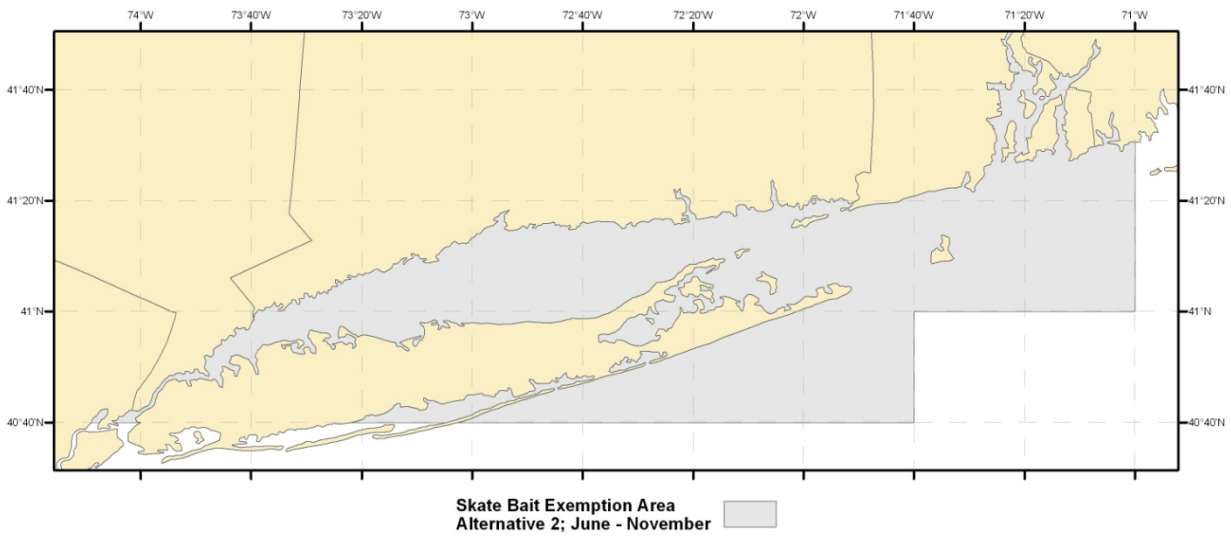 74°W 73°40'W 73°20'W 73°W 72°40'W 72°20'W 72°W 71°40'W 71°20'W 71°W
41°40'N 41°40'N
41°20'N 41°20'N
41°N 41°N
40°40'N 40°40'N
Skate Bait Exemption Area
Alternative 2; June - November